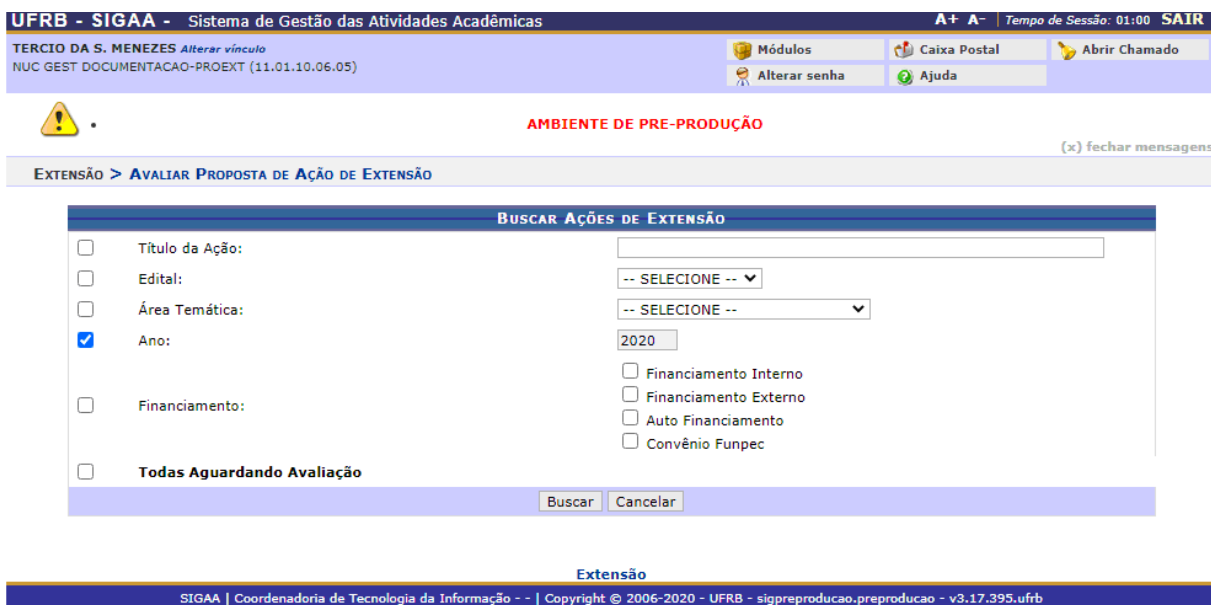 UFRB - SIGAA - Sistema de Gestão das Atividades Acadêmicas A+ A- | Tempo de Sessão: 01:00 SAIR
TERCIO DA S. MENEZES Alterar vínculo
NUC GEST DOCUMENTACAO-PROEXT (11.01.10.06.05)
Módulos Caixa Postal Abrir Chamado
Alterar senha Ajuda
AMBIENTE DE PRE-PRODUÇÃO
(x) fechar mensagens
Extensão > Avaliar Proposta de Ação de Extensão
Buscar Ações de Extensão
Título da Ação:
Edital: -- SELECIONE --
Área Temática: -- SELECIONE --
Ano: 2020
Financiamento:
Financiamento Interno
Financiamento Externo
Auto Financiamento
Convênio Funpec
Todas Aguardando Avaliação
Buscar Cancelar
Extensão
SIGAA | Coordenadoria de Tecnologia da Informação - - | Copyright © 2006-2020 - UFRB - sigpreproducao.preproducao - v3.17.395.ufrb